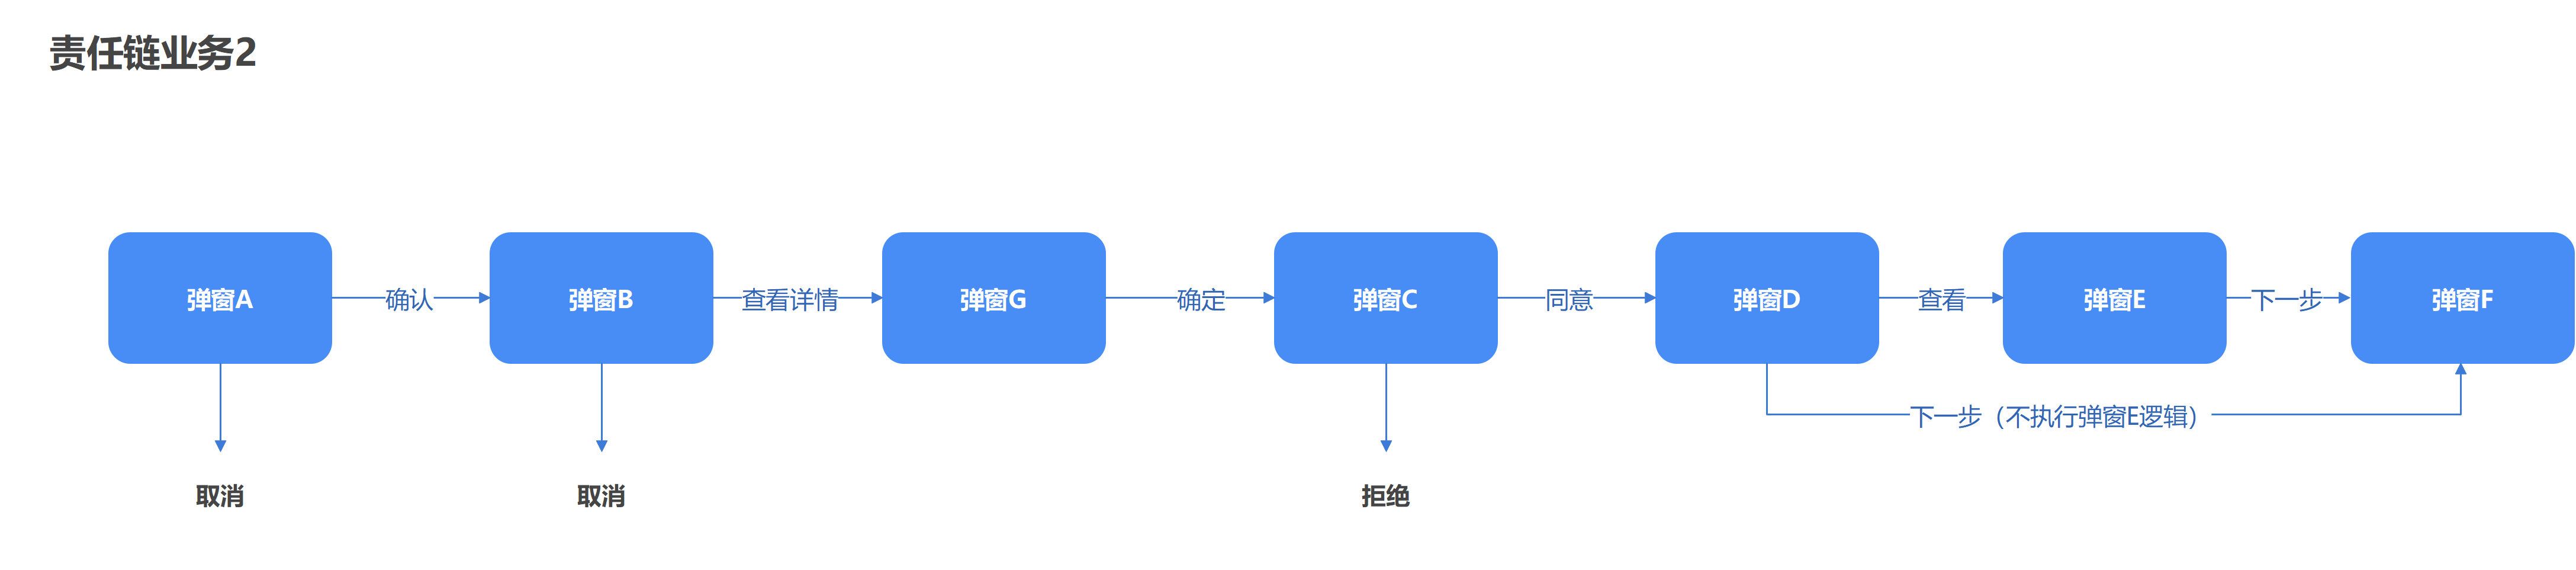 责任链业务2
弹窗A
确认
弹窗B
查看详情
弹窗G
确定
弹窗C
同意
弹窗D
查看
弹窗E
下一步
弹窗F
下一步（不执行弹窗E逻辑）
取消
取消
拒绝